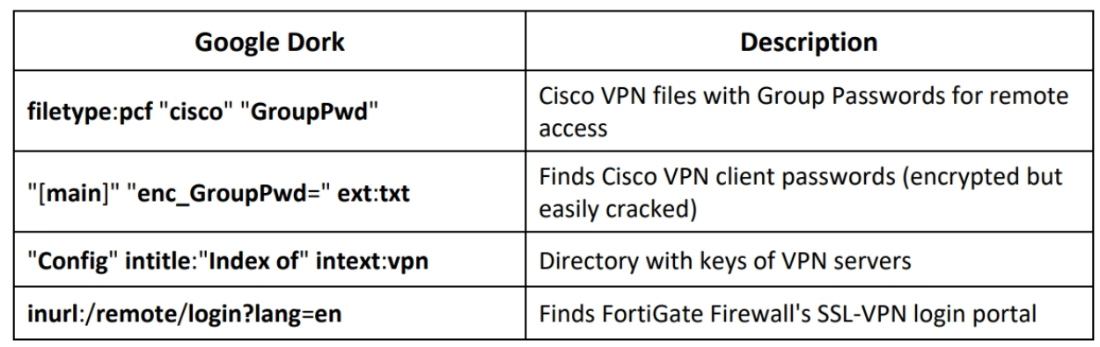 Google Dork
Description
filetype:pcf "cisco" "GroupPwd"
Cisco VPN files with Group Passwords for remote
access
"[main]" "enc_GroupPwd=" ext:txt
Finds Cisco VPN client passwords (encrypted but
easily cracked)
"Config" intitle:"Index of" intext:vpn
Directory with keys of VPN servers
inurl:/remote/login?lang=en
Finds FortiGate Firewall's SSL-VPN login portal